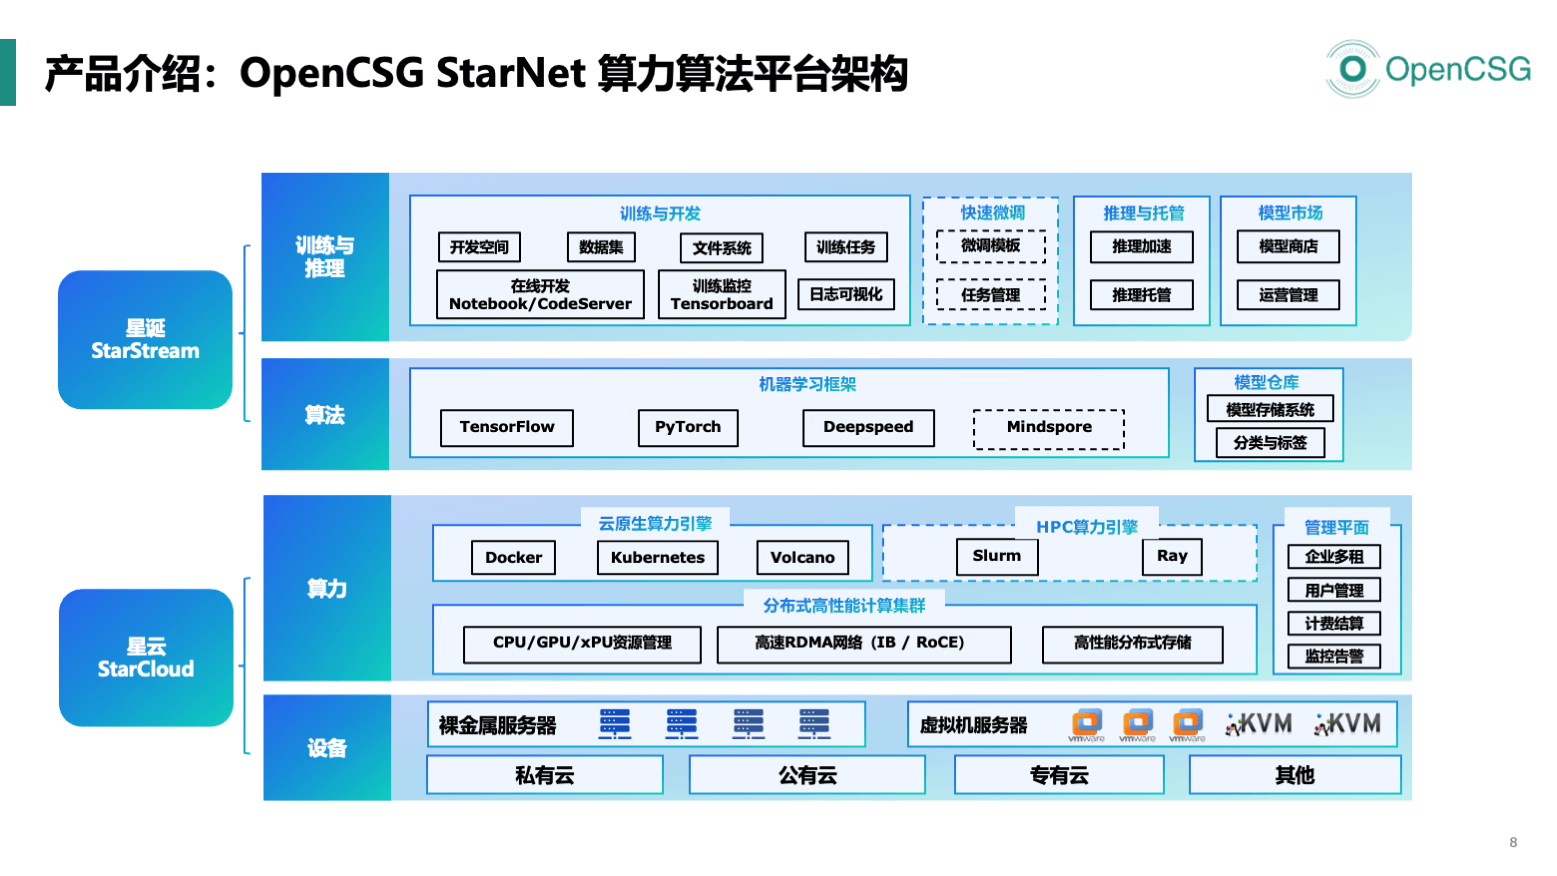 产品介绍：OpenCSG StarNet 算力算法平台架构
OpenCSG
星诞
StarStream
训练与
推理
训练与开发
开发空间
数据集
文件系统
训练任务
在线开发
Notebook/CodeServer
训练监控
Tensorboard
日志可视化
快速微调
微调模板
任务管理
推理与托管
推理加速
推理托管
模型市场
模型商店
运营管理
算法
机器学习框架
TensorFlow
PyTorch
Deepspeed
Mindspore
模型仓库
模型存储系统
分类与标签
星云
StarCloud
算力
云原生算力引擎
Docker
Kubernetes
Volcano
HPC算力引擎
Slurm
Ray
分布式高性能计算集群
CPU/GPU/xPU资源管理
高速RDMA网络（IB / RoCE）
高性能分布式存储
管理平面
企业多租
用户管理
计费结算
监控告警
设备
裸金属服务器
虚拟机服务器
vmware
vmware
vmware
KVM
KVM
私有云
公有云
专有云
其他
8